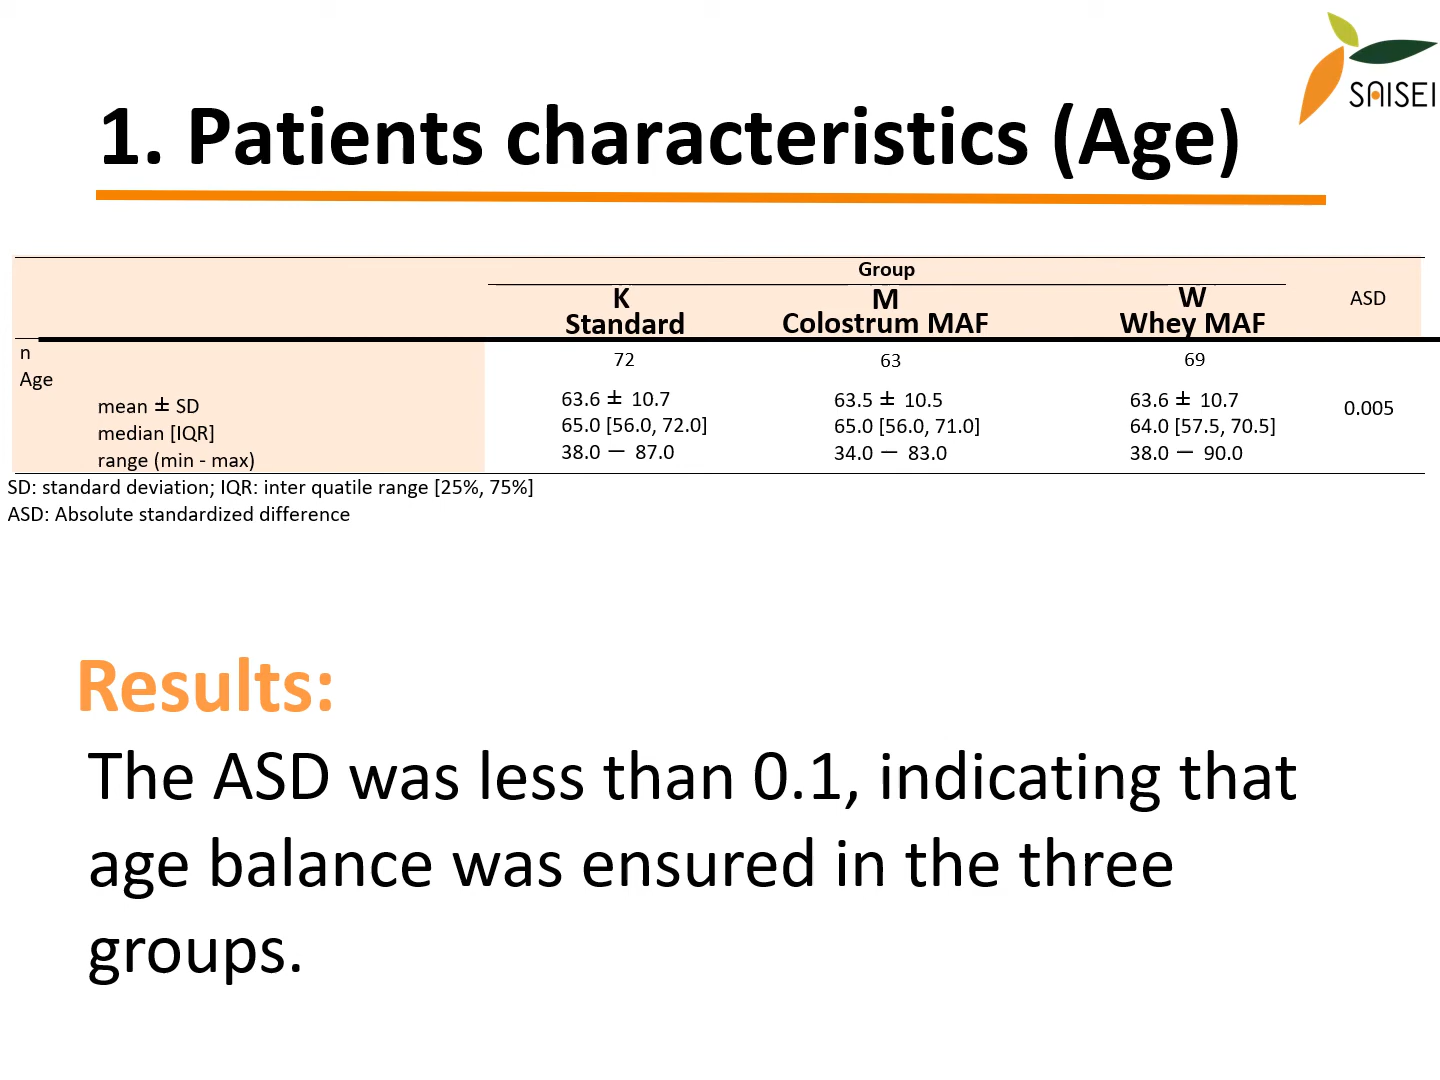 SAISEI
1. Patients characteristics (Age)
Group
K M W ASD
Standard Colostrum MAF Whey MAF
n 72 63 69
Age
mean ± SD 63.6 ± 10.7 63.5 ± 10.5 63.6 ± 10.7 0.005
median [IQR] 65.0 [56.0, 72.0] 65.0 [56.0, 71.0] 64.0 [57.5, 70.5]
range (min - max) 38.0 － 87.0 34.0 － 83.0 38.0 － 90.0
SD: standard deviation; IQR: inter quatile range [25%, 75%]
ASD: Absolute standardized difference
Results:
The ASD was less than 0.1, indicating that
age balance was ensured in the three
groups.